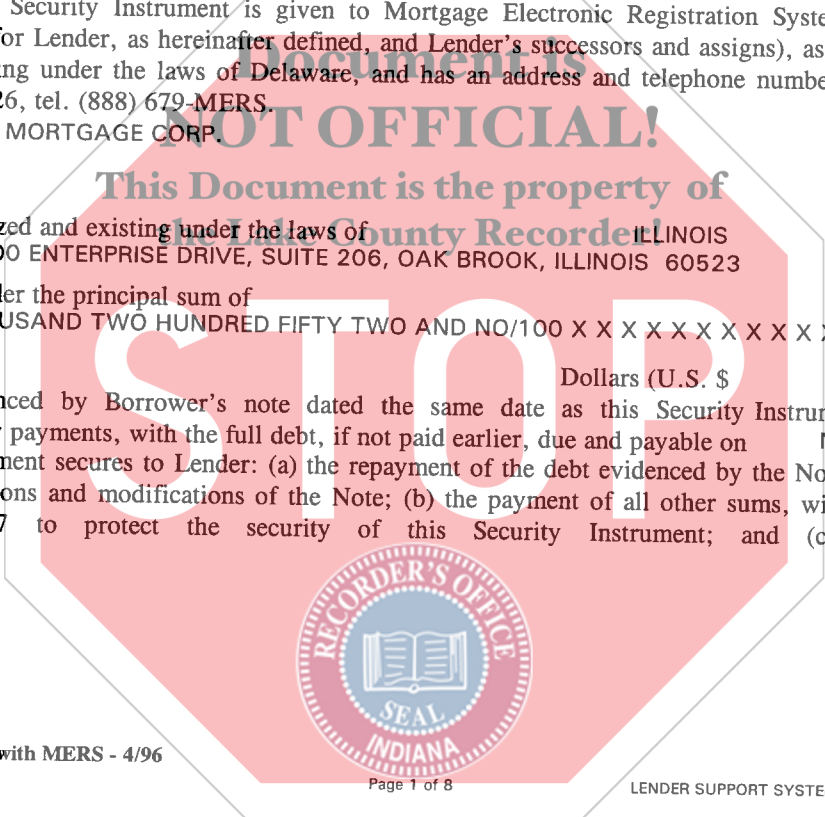 Security Instrument is given to Mortgage Electronic Registration Syste
for Lender, as hereinafter defined, and Lender's successors and assigns), as
ng under the laws of Delaware, and has an address and telephone numbe
Document is
26, tel. (888) 679-MERS.
MORTGAGE CORP.
NOT OFFICIAL!
This Document is the property of
zed and existing under the laws of ILLINOIS
the Lake County Recorder!
00 ENTERPRISE DRIVE, SUITE 206, OAK BROOK, ILLINOIS 60523
er the principal sum of
USAND TWO HUNDRED FIFTY TWO AND NO/100 X X X X X X X X X X X
STOP
Dollars (U.S. $
nced by Borrower's note dated the same date as this Security Instru
payments, with the full debt, if not paid earlier, due and payable on
ment secures to Lender: (a) the repayment of the debt evidenced by the No
ons and modifications of the Note; (b) the payment of all other sums, wi
7 to protect the security of this Security Instrument; and (c
RECORDER'S OFFICE
SEAL
INDIANA
with MERS - 4/96
Page 1 of 8
LENDER SUPPORT SYSTE